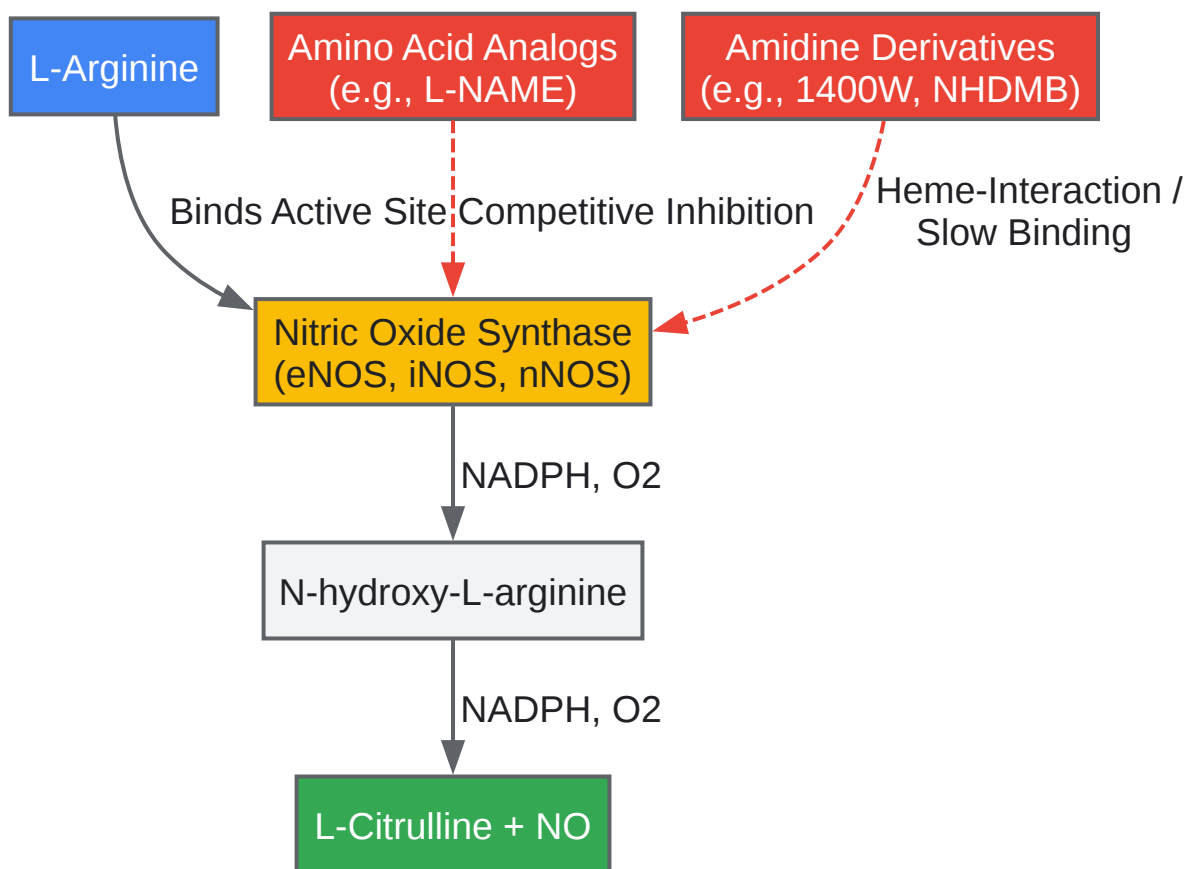 L-Arginine
Amino Acid Analogs
(e.g., L-NAME)
Amidine Derivatives
(e.g., 1400W, NHDMB)
Binds Active Site
Competitive Inhibition
Heme-Interaction /
Slow Binding
Nitric Oxide Synthase
(eNOS, iNOS, nNOS)
NADPH, O2
N-hydroxy-L-arginine
NADPH, O2
L-Citrulline + NO